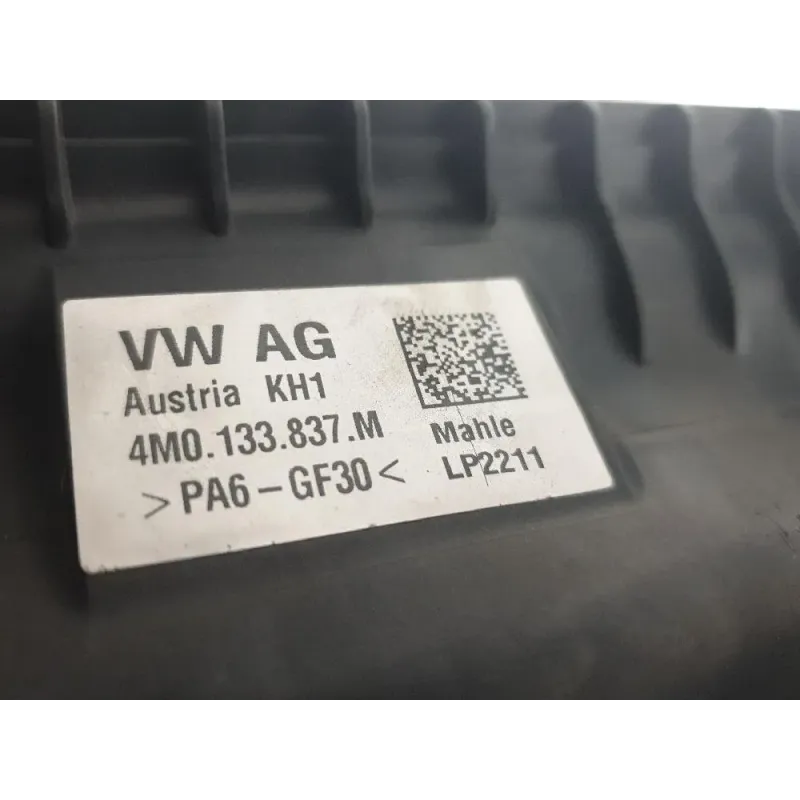 VW AG
Austria KH1
4M0.133.837.M
>PA6-GF30<
Mahle
LP2211